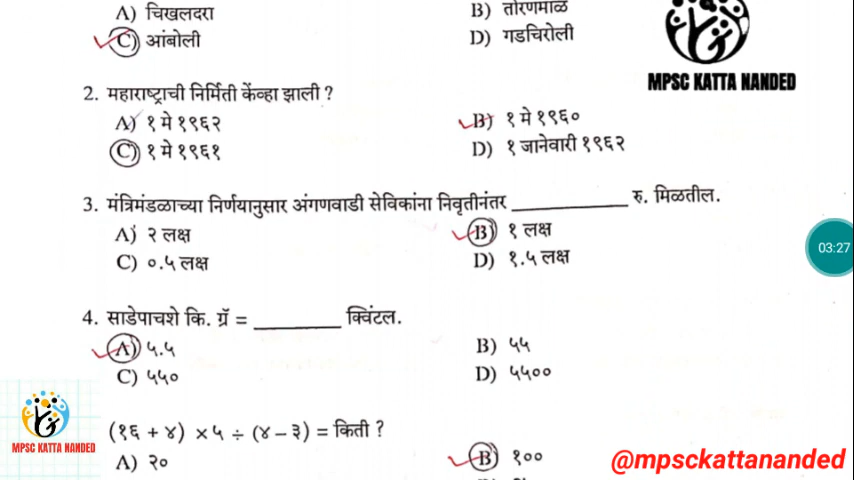 A) चिखलदरा B) तोरणमाळ
C) आंबोली D) गडचिरोली
MPSC KATTA NANDED
2. महाराष्ट्राची निर्मिती केंव्हा झाली ?
A) १ मे १९६२ B) १ मे १९६०
C) १ मे १९६१ D) १ जानेवारी १९६२
3. मंत्रिमंडळाच्या निर्णयानुसार अंगणवाडी सेविकांना निवृतीनंतर __________ रु. मिळतील.
A) २ लक्ष B) १ लक्ष
C) ०.५ लक्ष D) १.५ लक्ष
03:27
4. साडेपाचशे कि. ग्रॅ = ________ क्विंटल.
A) ५.५ B) ५५
C) ५५० D) ५५००
(१६ + ४) × ५ ÷ (४ – ३) = किती ?
A) २० B) १००
MPSC KATTA NANDED
@mpsckattananded